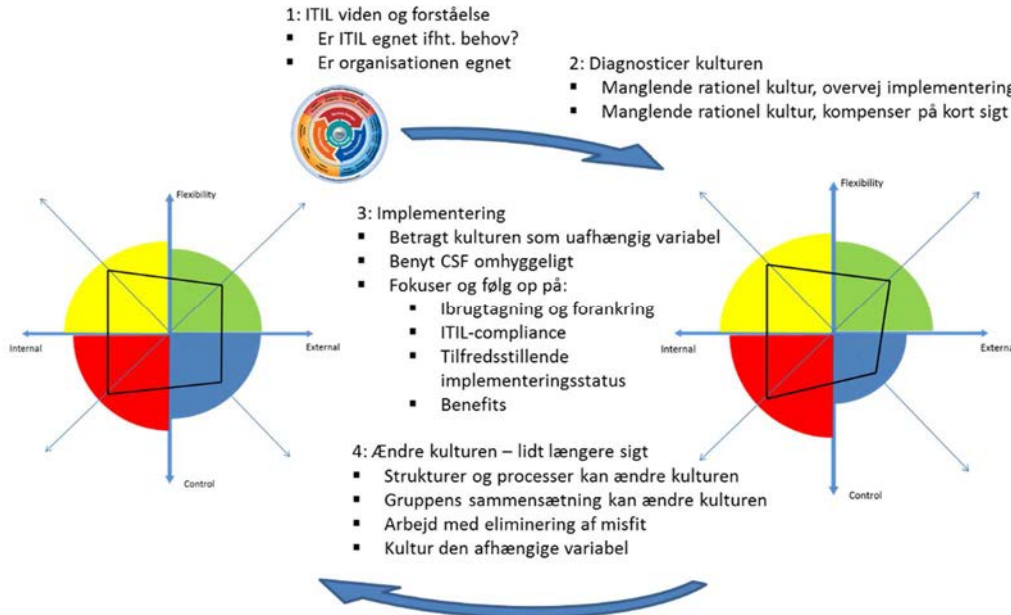 1: ITIL viden og forståelse
▪ Er ITIL egnet ifht. behov?
▪ Er organisationen egnet
2: Diagnosticer kulturen
▪ Manglende rationel kultur, overvej implementering
▪ Manglende rationel kultur, kompenser på kort sigt
Flexibility
Internal
External
Control
3: Implementering
▪ Betragt kulturen som uafhængig variabel
▪ Benyt CSF omhyggeligt
▪ Fokuser og følg op på:
▪ Ibrugtagning og forankring
▪ ITIL-compliance
▪ Tilfredsstillende
implementeringsstatus
▪ Benefits
Flexibility
Internal
External
Control
4: Ændre kulturen – lidt længere sigt
▪ Strukturer og processer kan ændre kulturen
▪ Gruppens sammensætning kan ændre kulturen
▪ Arbejd med eliminering af misfit
▪ Kultur den afhængige variabel